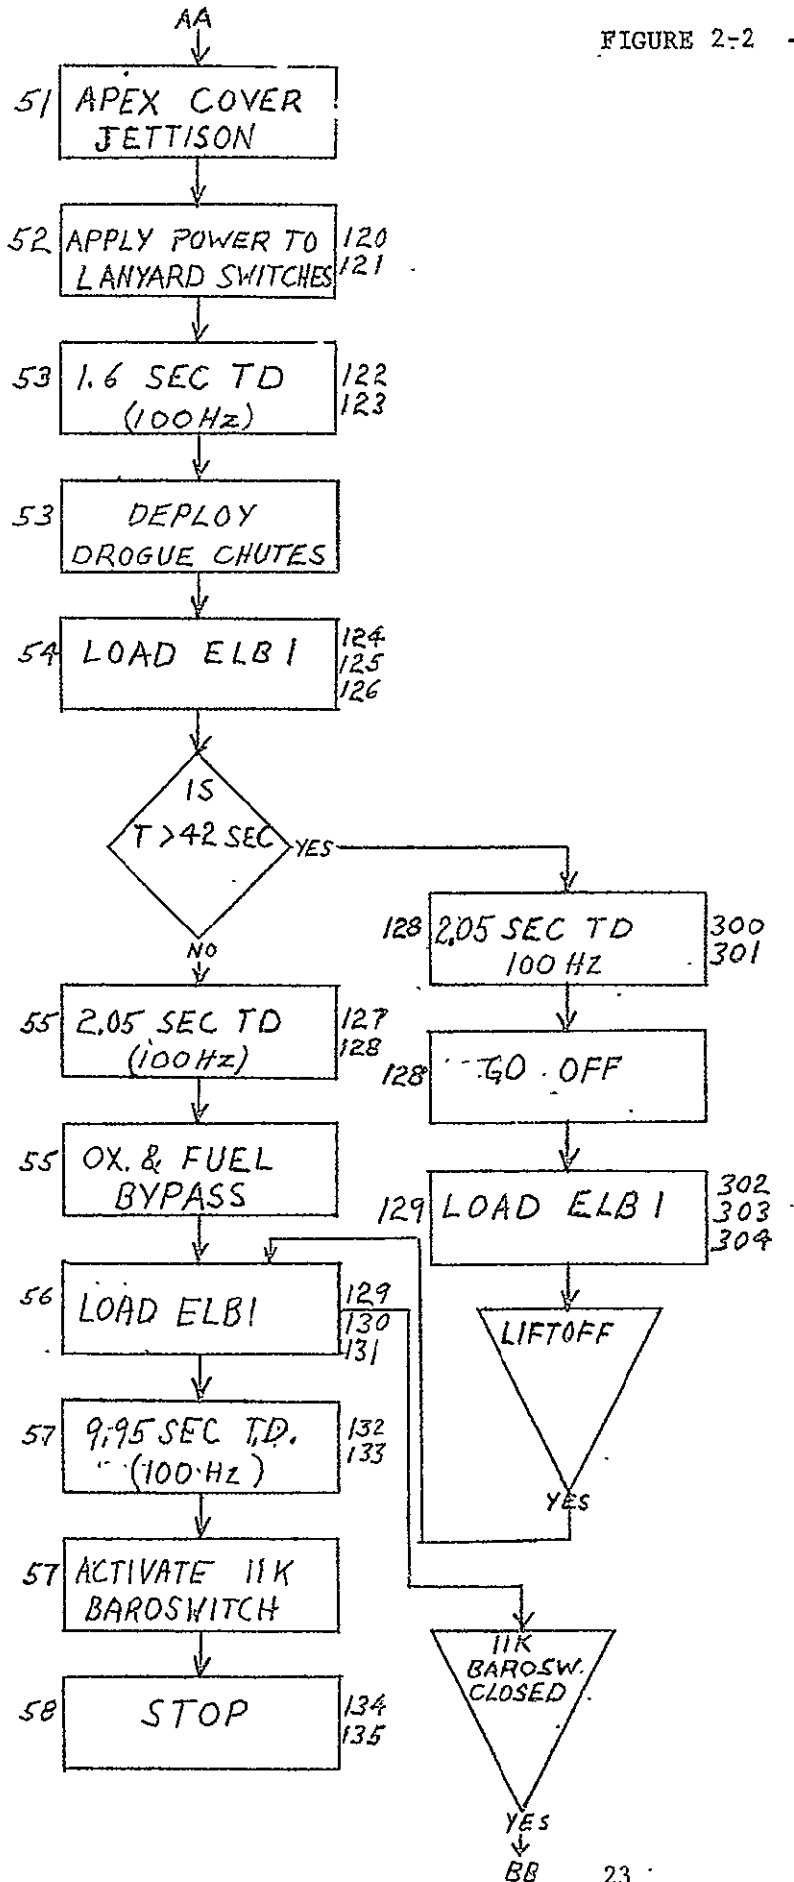 AA
FIGURE 2-2 -
51
APEX COVER
JETTISON
52
APPLY POWER TO
LANYARD SWITCHES
120
121
53
1.6 SEC TD
(100 Hz)
122
123
53
DEPLOY
DROGUE CHUTES
54
LOAD ELB 1
124
125
126
IS
T > 42 SEC
YES
NO
128
2.05 SEC TD
100 HZ
300
301
55
2.05 SEC TD
(100 Hz)
127
128
128
GO OFF
55
OX. & FUEL
BYPASS
129
LOAD ELB 1
302
303
304
56
LOAD ELB1
129
130
131
LIFTOFF
YES
57
9.95 SEC T.D.
(100 Hz)
132
133
57
ACTIVATE 11K
BAROSWITCH
11K
BAROSW.
CLOSED
YES
BB
58
STOP
134
135
23